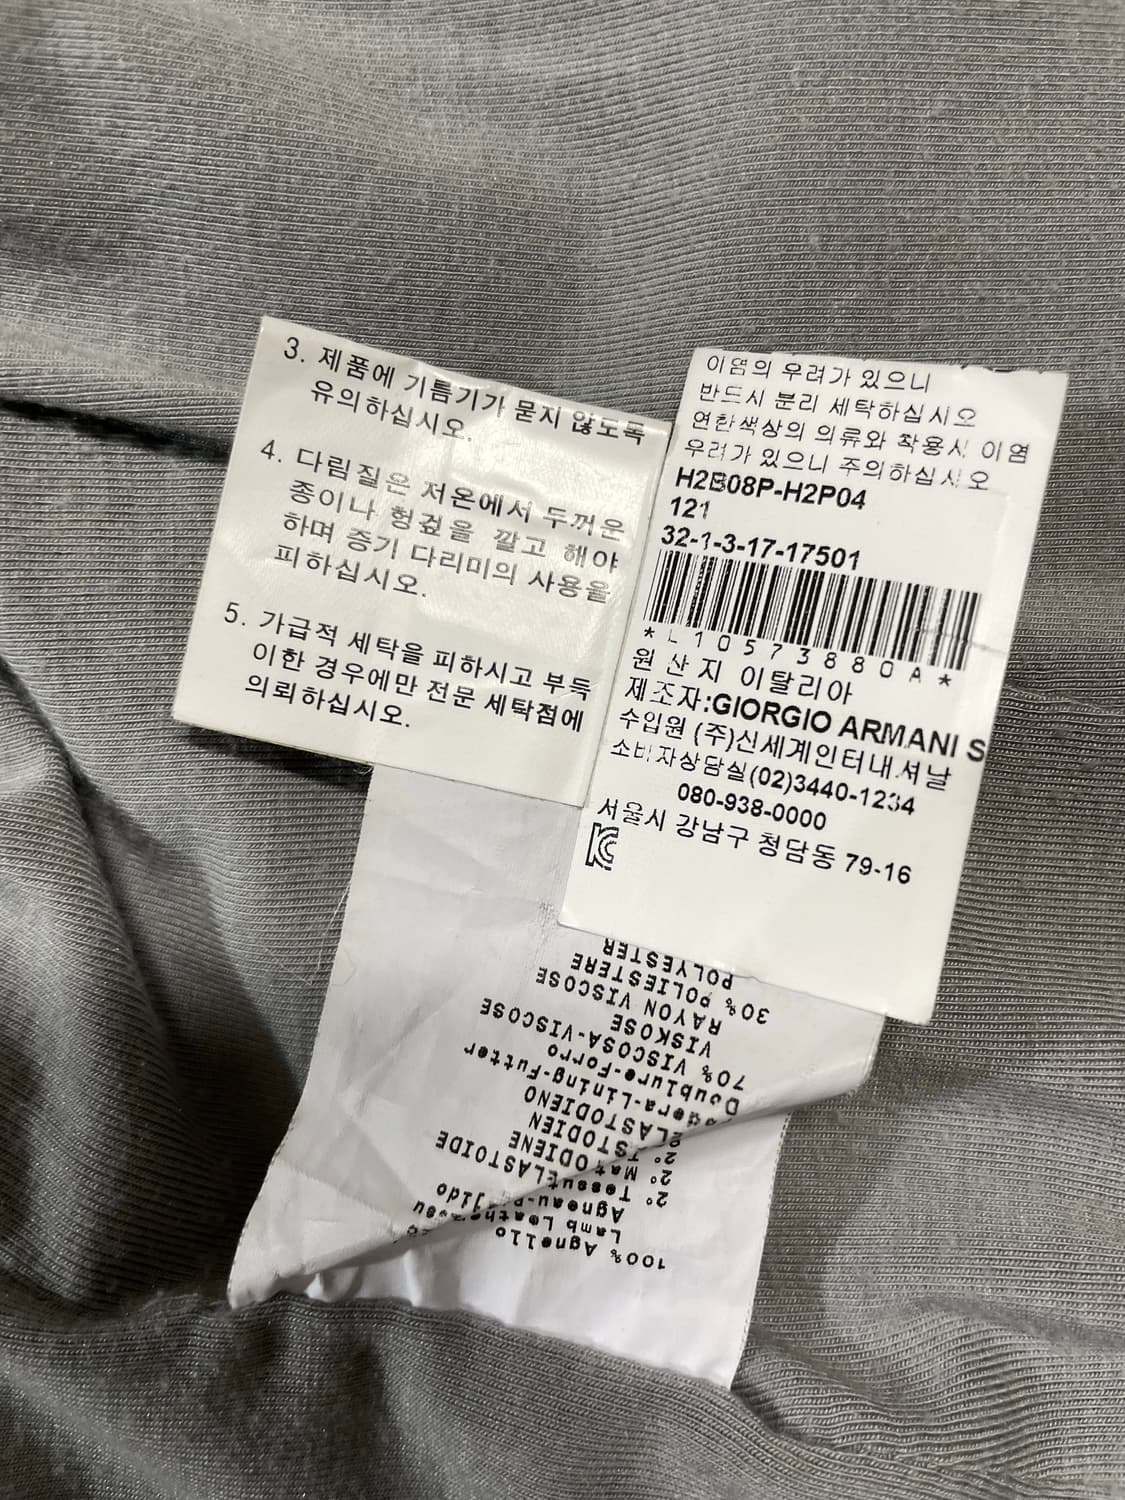 3. 제품에 기름기가 묻지 않도록
유의하십시오.
4. 다림질은 저온에서 두꺼운
종이나 헝겊을 깔고 해야
하며 증기 다리미의 사용을
피하십시오.
5. 가급적 세탁을 피하시고 부득
이한 경우에만 전문 세탁점에
의뢰하십시오.
이염의 우려가 있으니
반드시 분리 세탁하십시오
연한색상의 의류와 착용시 이염
우려가 있으니 주의하십시오
H2B08P-H2P04
121
32-1-3-17-17501
*L10573880A*
원산지 이탈리아
제조자:GIORGIO ARMANI S
수입원 (주)신세계인터내셔날
소비자상담실(02)3440-1234
080-938-0000
서울시 강남구 청담동 79-16
100% Agnello
Lamb Leather
2° Tessu
2° Mat
ELASTOIDE
Doublure-Forro
70% VISCOSA-VISCOSE
VISKOSE
RAYON VISCOSE
30% POLIESTERE
POLYESTER